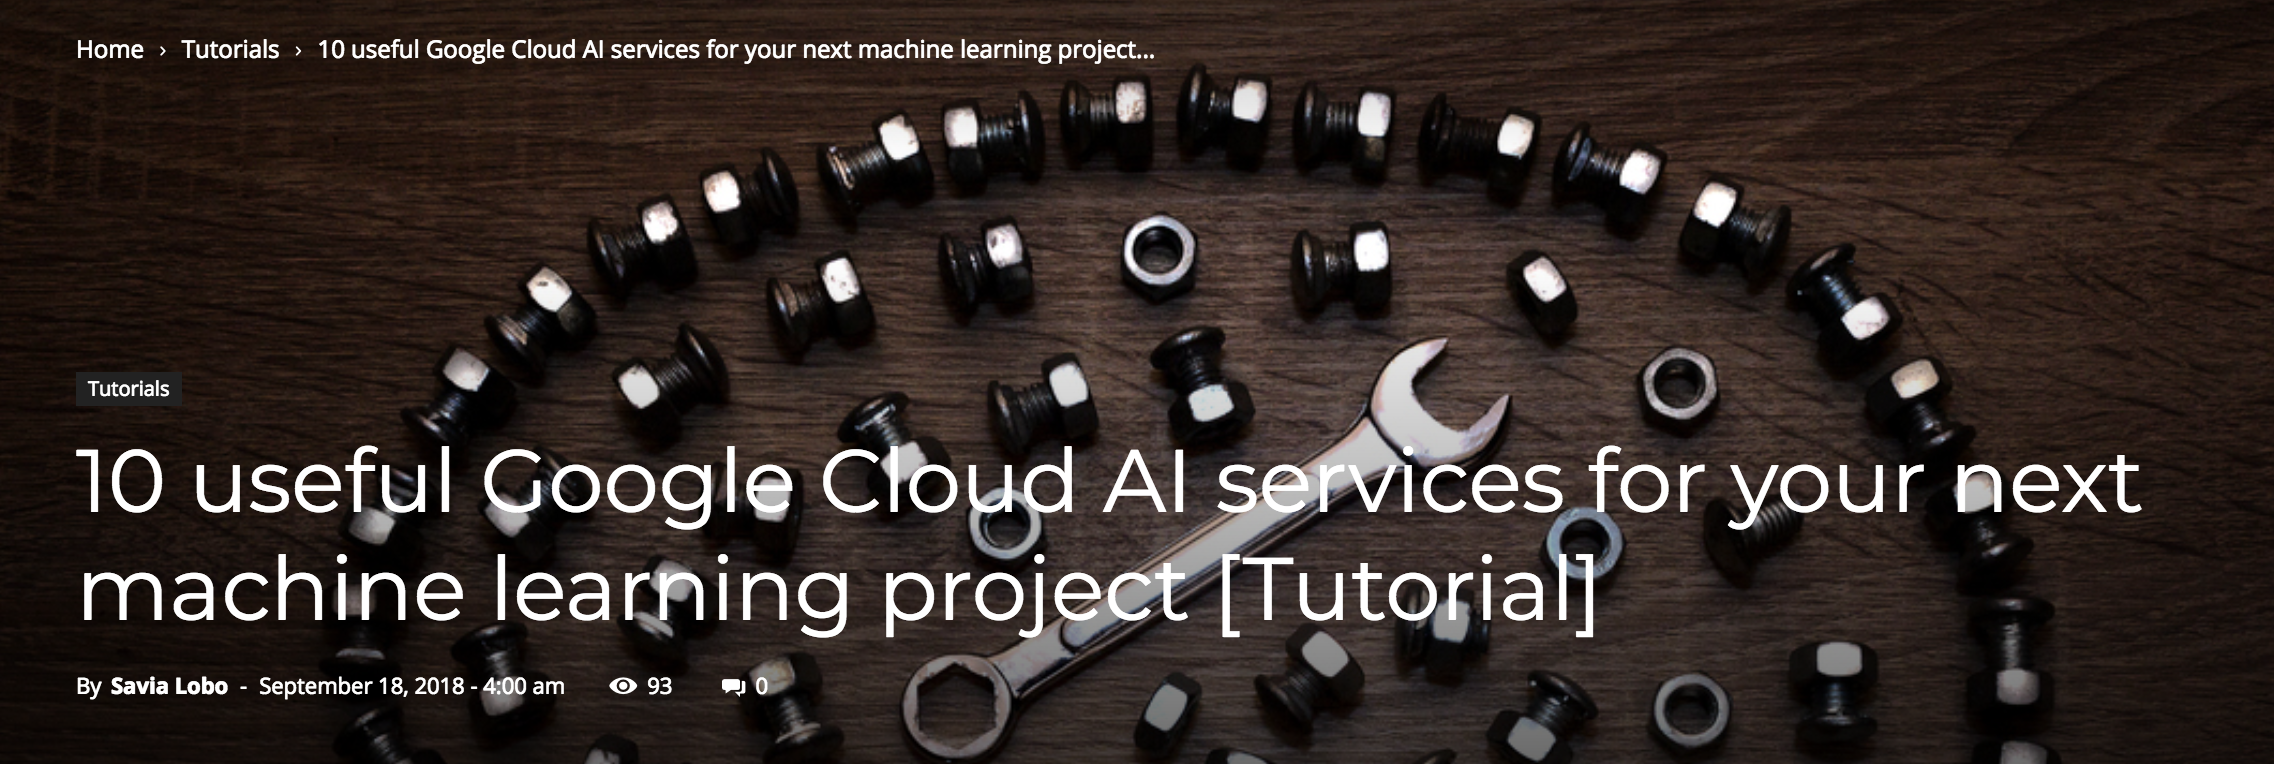 Home › Tutorials › 10 useful Google Cloud AI services for your next machine learning project...
Tutorials
10 useful Google Cloud AI services for your next
machine learning project [Tutorial]
By Savia Lobo - September 18, 2018 - 4:00 am 93 0